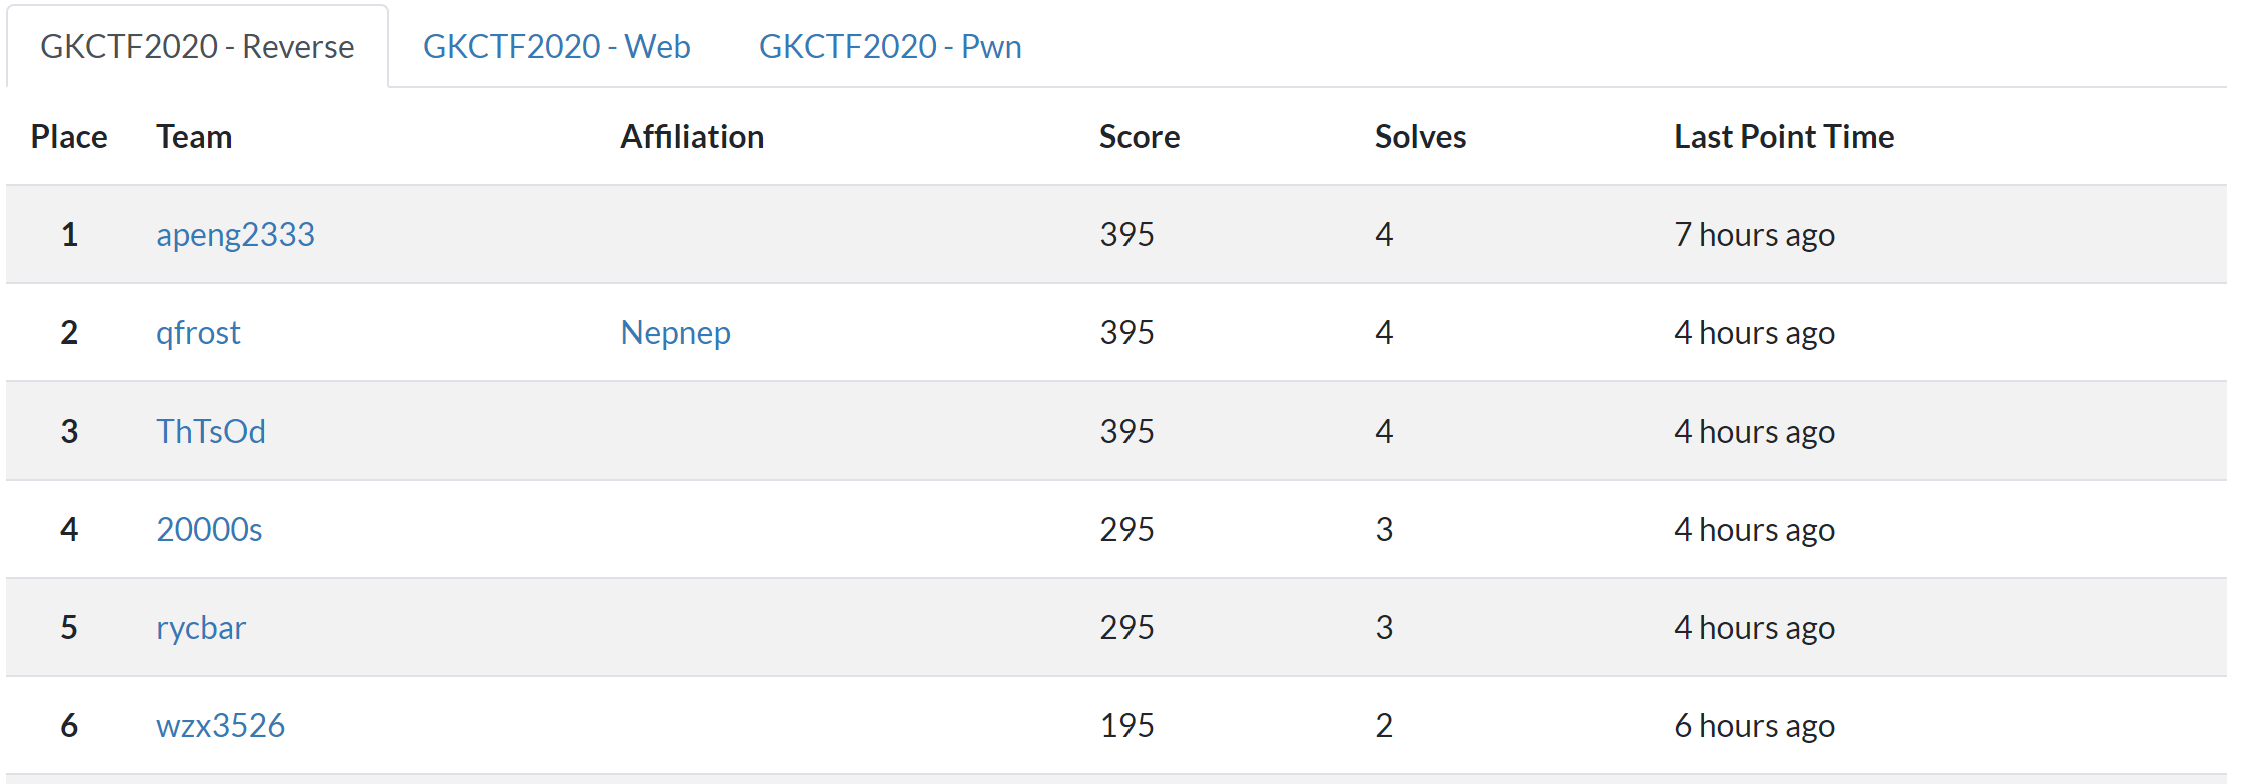 GKCTF2020 - Reverse GKCTF2020 - Web GKCTF2020 - Pwn
Place Team Affiliation Score Solves Last Point Time
1 apeng2333 395 4 7 hours ago
2 qfrost Nepnep 395 4 4 hours ago
3 ThTsOd 395 4 4 hours ago
4 20000s 295 3 4 hours ago
5 rycbar 295 3 4 hours ago
6 wzx3526 195 2 6 hours ago